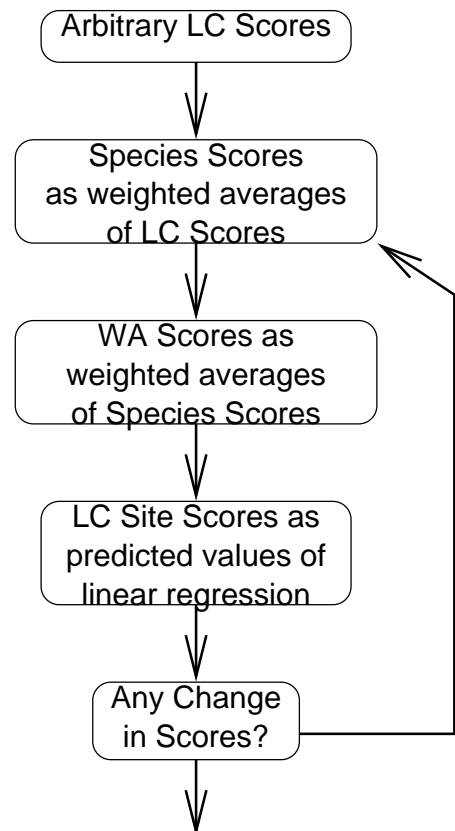 Arbitrary LC Scores
Species Scores
as weighted averages
of LC Scores
WA Scores as
weighted averages
of Species Scores
LC Site Scores as
predicted values of
linear regression
Any Change
in Scores?